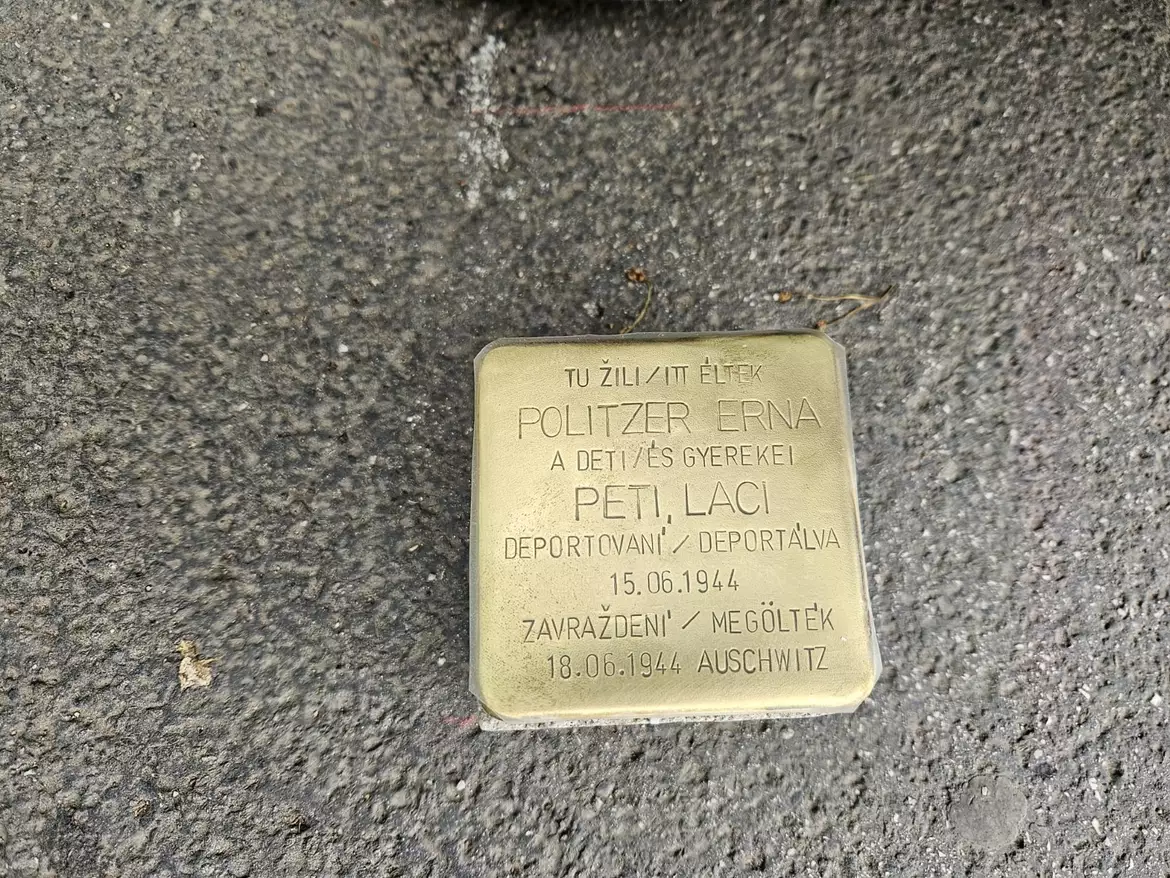 TU ŽILI/ITT ÉLTEK
POLITZER ERNA
A DETI/ÉS GYEREKEI
PETI, LACI
DEPORTOVANÍ / DEPORTÁLVA
15.06.1944
ZAVRAŽDENÍ / MEGÖLTÉK
18.06.1944 AUSCHWITZ